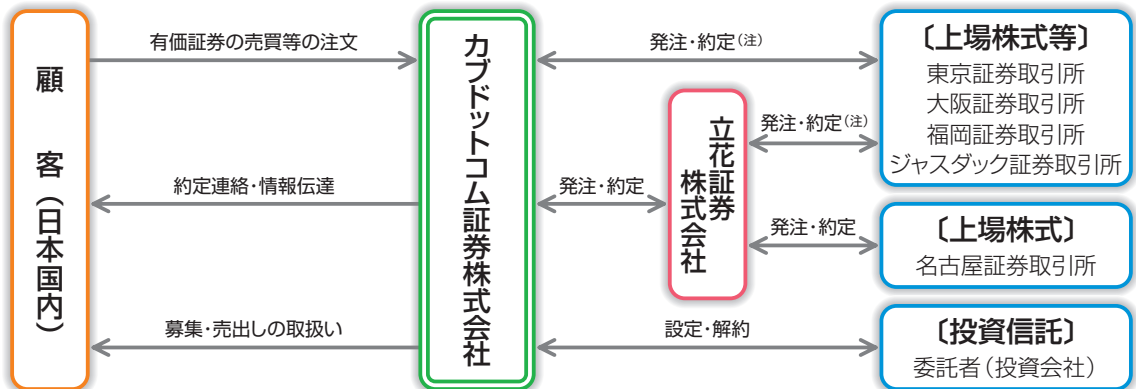 顧客（日本国内）
有価証券の売買等の注文
約定連絡・情報伝達
募集・売出しの取扱い
カブドットコム証券株式会社
発注・約定（注）
発注・約定
立花証券
株式会社
発注・約定（注）
発注・約定
設定・解約
〔上場株式等〕
東京証券取引所
大阪証券取引所
福岡証券取引所
ジャスダック証券取引所
〔上場株式〕
名古屋証券取引所
〔投資信託〕
委託者（投資会社）